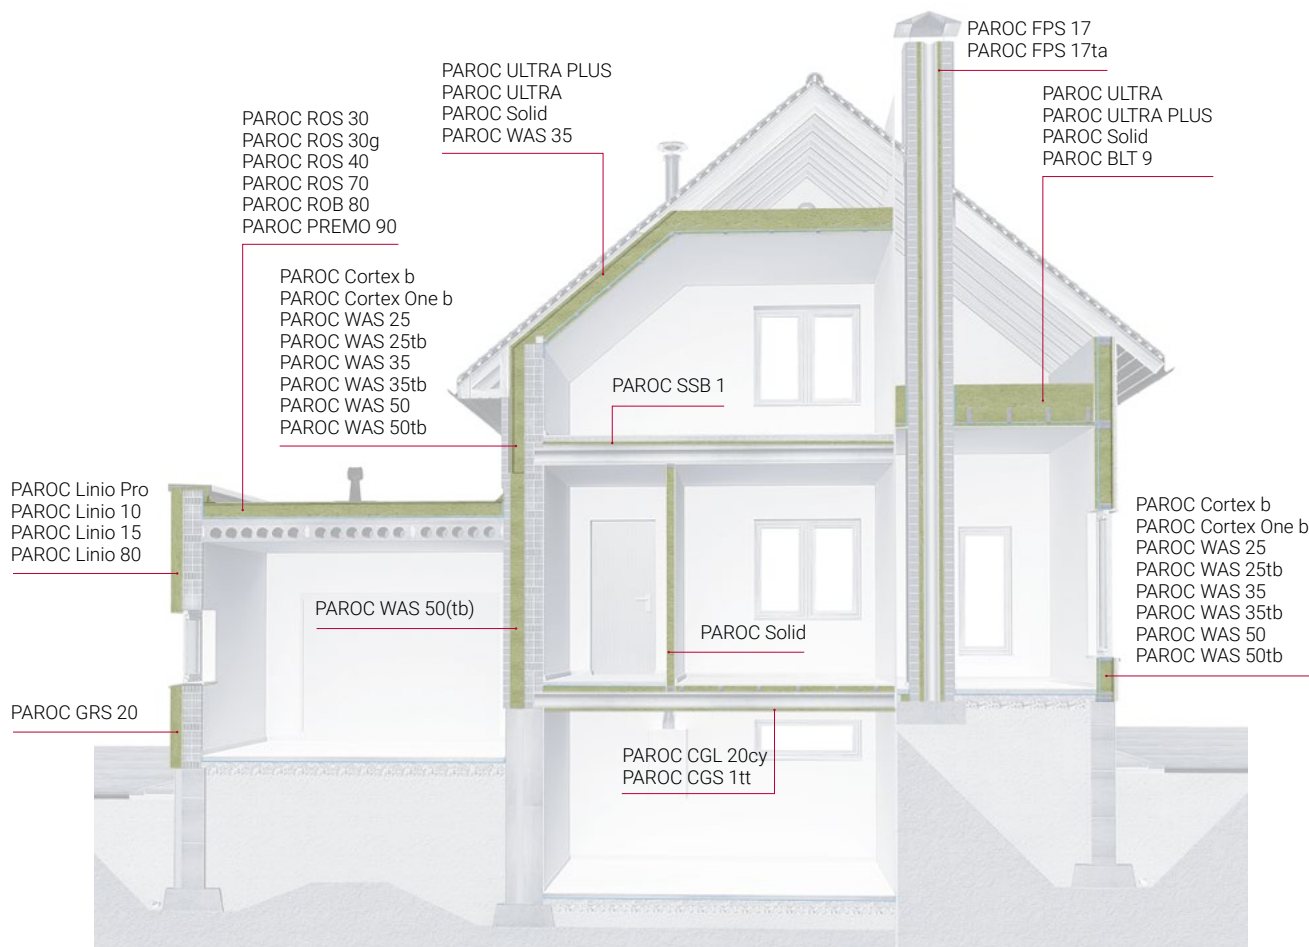 PAROC FPS 17
PAROC FPS 17ta
PAROC ULTRA PLUS
PAROC ULTRA
PAROC Solid
PAROC WAS 35
PAROC ULTRA
PAROC ULTRA PLUS
PAROC Solid
PAROC BLT 9
PAROC ROS 30
PAROC ROS 30g
PAROC ROS 40
PAROC ROS 70
PAROC ROB 80
PAROC PREMO 90
PAROC Cortex b
PAROC Cortex One b
PAROC WAS 25
PAROC WAS 25tb
PAROC WAS 35
PAROC WAS 35tb
PAROC WAS 50
PAROC WAS 50tb
PAROC SSB 1
PAROC Linio Pro
PAROC Linio 10
PAROC Linio 15
PAROC Linio 80
PAROC Cortex b
PAROC Cortex One b
PAROC WAS 25
PAROC WAS 25tb
PAROC WAS 35
PAROC WAS 35tb
PAROC WAS 50
PAROC WAS 50tb
PAROC WAS 50(tb)
PAROC Solid
PAROC GRS 20
PAROC CGL 20cy
PAROC CGS 1tt